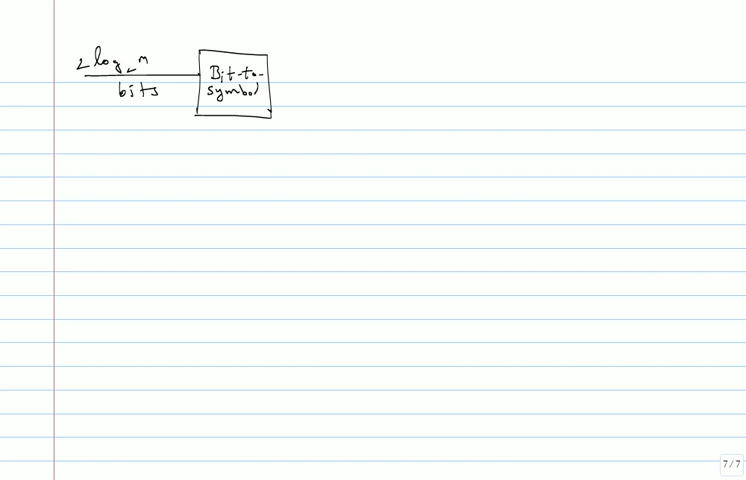 2 log₂ m
bits
Bit-to-
symbol
7/7